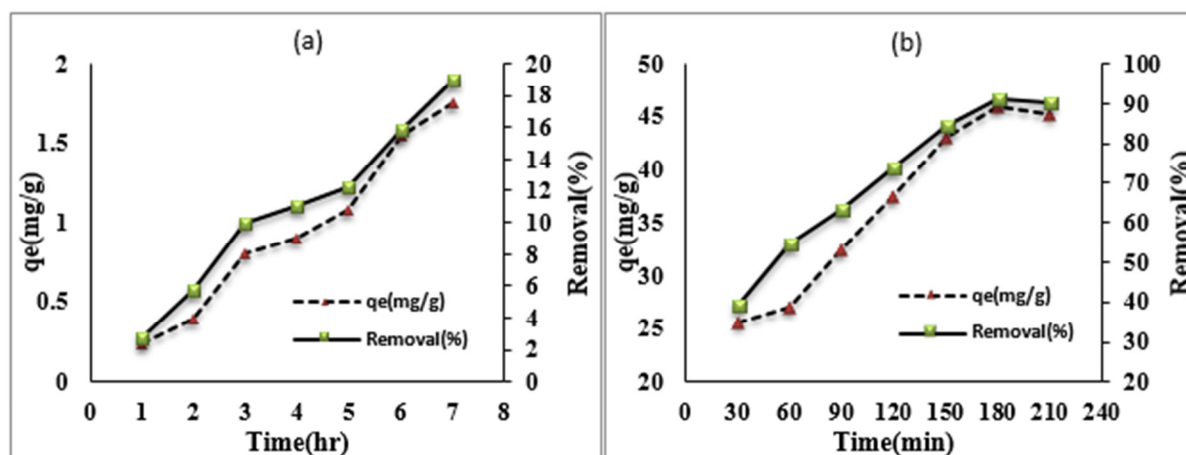 (a)
2
1.5
1
0.5
0
qe(mg/g)
20
18
16
14
12
10
8
6
4
2
0
Removal(%)
qe(mg/g)
Removal(%)
0 1 2 3 4 5 6 7 8
Time(hr)
(b)
50
45
40
35
30
25
20
qe(mg/g)
100
90
80
70
60
50
40
30
20
Removal(%)
qe(mg/g)
Removal(%)
0 30 60 90 120 150 180 210 240
Time(min)